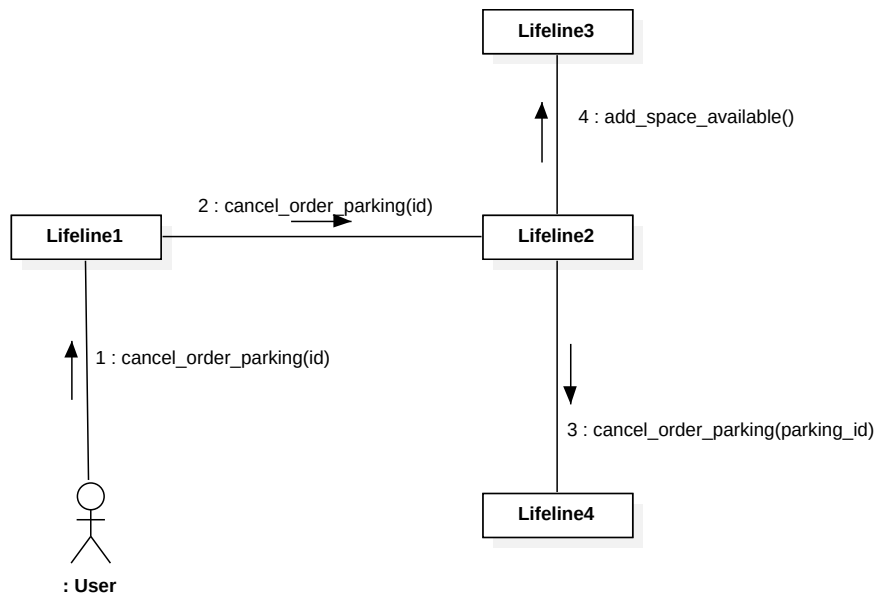 Lifeline3
4 : add_space_available()
2 : cancel_order_parking(id)
Lifeline1
Lifeline2
1 : cancel_order_parking(id)
3 : cancel_order_parking(parking_id)
Lifeline4
: User